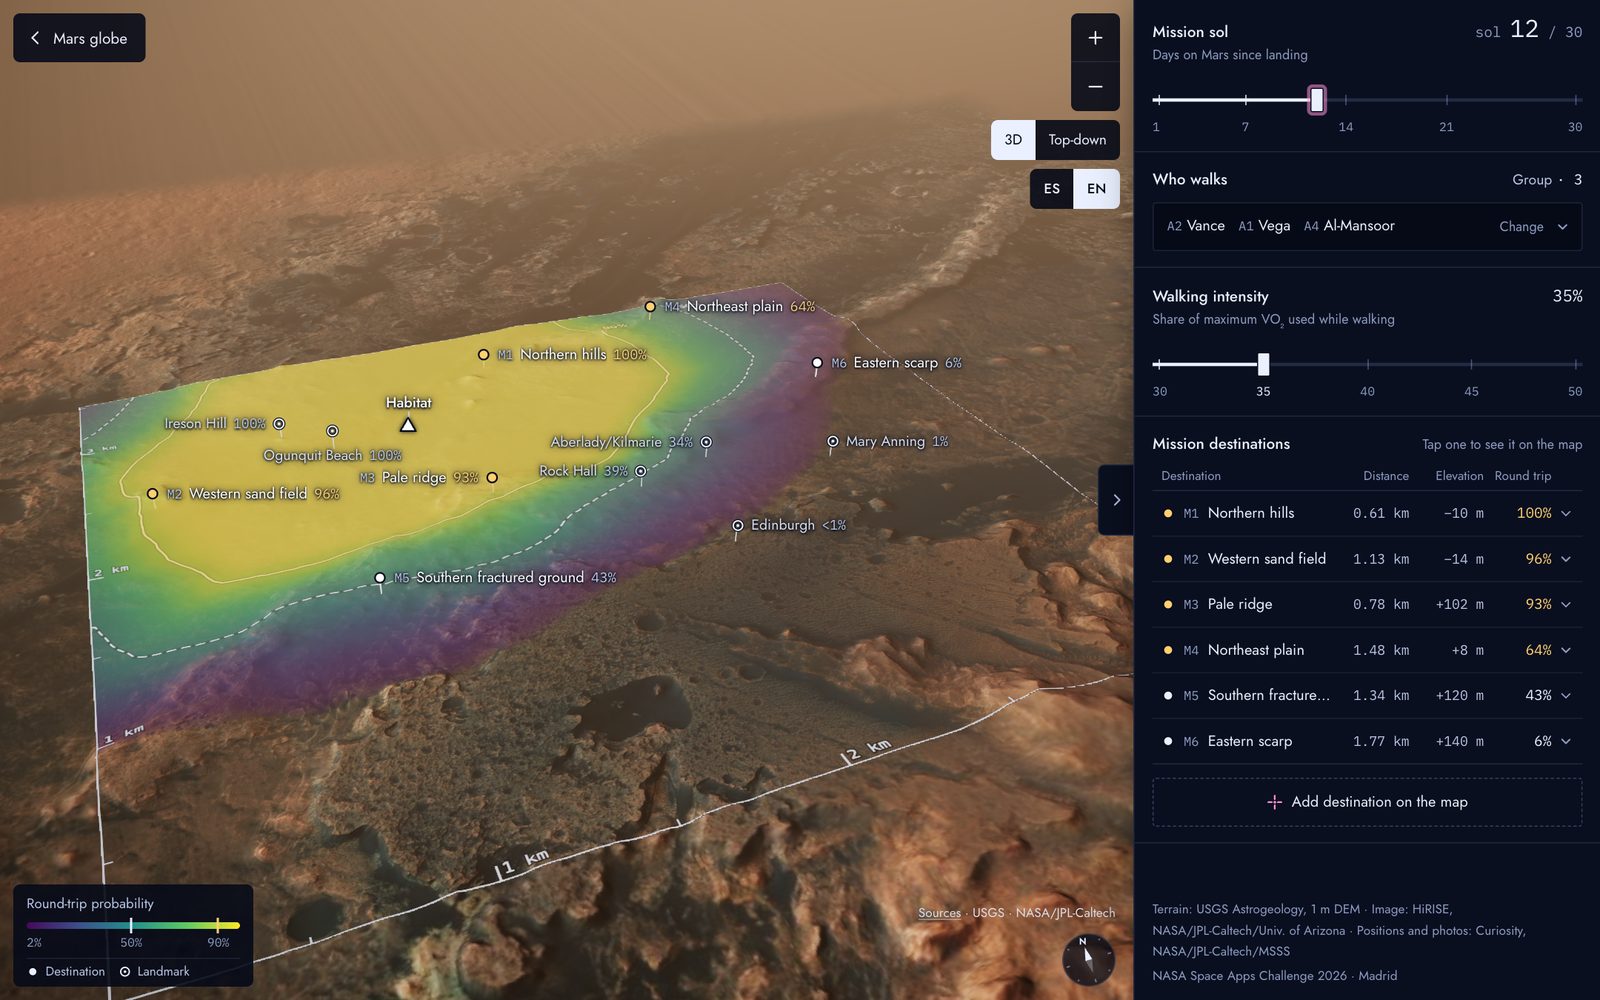 Mars globe
+
−
3D Top-down
ES EN
M4 Northeast plain 64%
M1 Northern hills 100%
M6 Eastern scarp 6%
Habitat
Ireson Hill 100%
Ogunquit Beach 100%
Aberlady/Kilmarie 34%
Mary Anning 1%
M3 Pale ridge 93%
Rock Hall 39%
M2 Western sand field 96%
Edinburgh <1%
M5 Southern fractured ground 43%
3 km
2 km
1 km
1 km
2 km
Round-trip probability
2% 50% 90%
Destination Landmark
Sources · USGS · NASA/JPL-Caltech
N
Mission sol sol 12 / 30
Days on Mars since landing
1 7 14 21 30
Who walks Group · 3
A2 Vance A1 Vega A4 Al-Mansoor Change
Walking intensity 35%
Share of maximum VO₂ used while walking
30 35 40 45 50
Mission destinations Tap one to see it on the map
Destination Distance Elevation Round trip
M1 Northern hills 0.61 km −10 m 100%
M2 Western sand field 1.13 km −14 m 96%
M3 Pale ridge 0.78 km +102 m 93%
M4 Northeast plain 1.48 km +8 m 64%
M5 Southern fracture... 1.34 km +120 m 43%
M6 Eastern scarp 1.77 km +140 m 6%
Add destination on the map
Terrain: USGS Astrogeology, 1 m DEM · Image: HiRISE,
NASA/JPL-Caltech/Univ. of Arizona · Positions and photos: Curiosity,
NASA/JPL-Caltech/MSSS
NASA Space Apps Challenge 2026 · Madrid